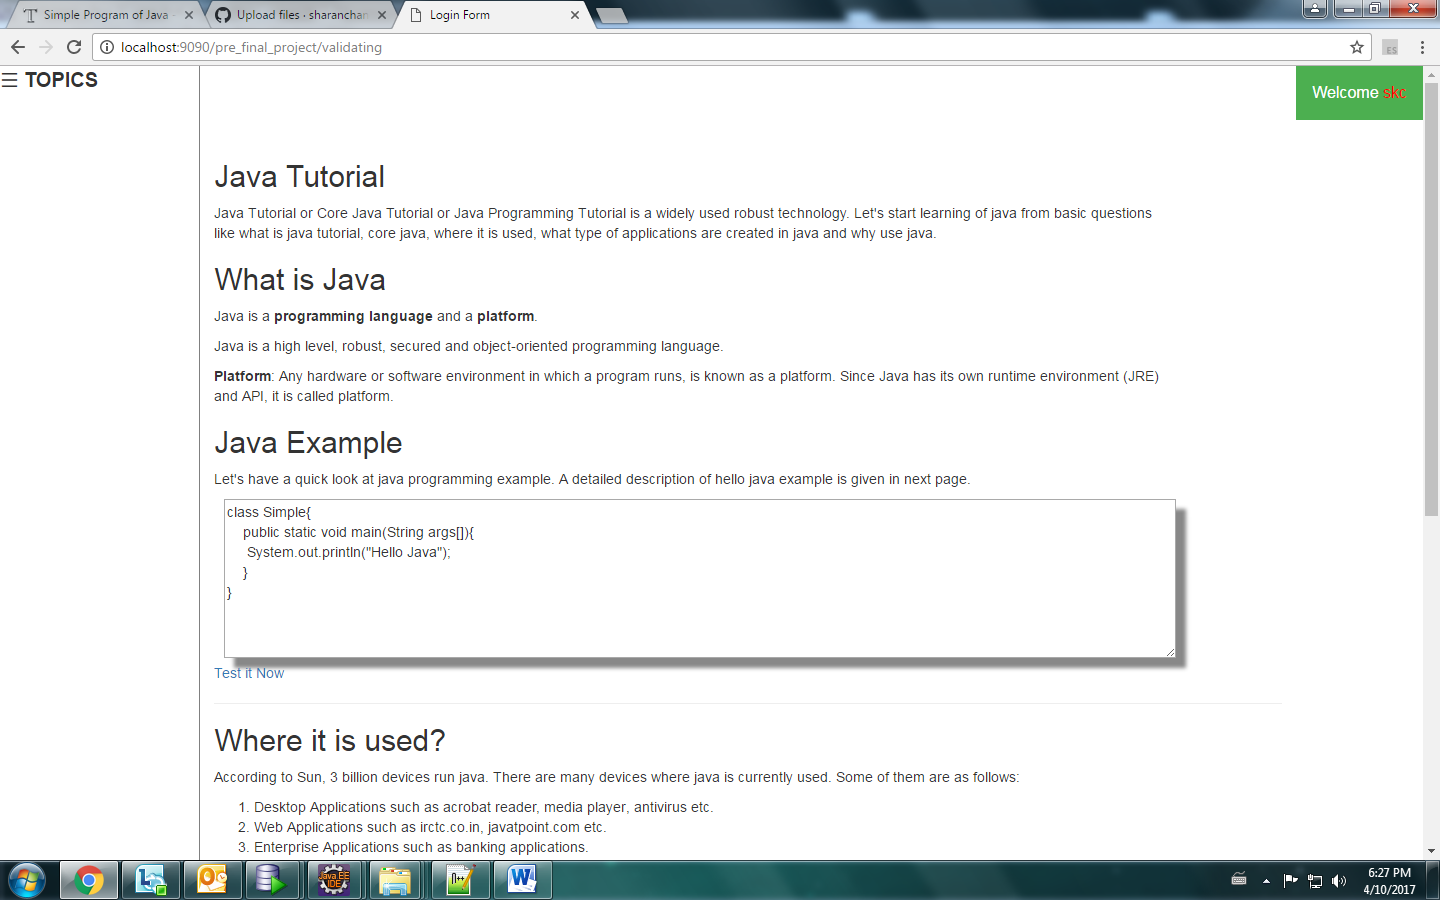 Simple Program of Java -
Upload files · sharanchan
Login Form
localhost:9090/pre_final_project/validating
ES
☰ TOPICS
Welcome skc
Java Tutorial
Java Tutorial or Core Java Tutorial or Java Programming Tutorial is a widely used robust technology. Let's start learning of java from basic questions
like what is java tutorial, core java, where it is used, what type of applications are created in java and why use java.
What is Java
Java is a programming language and a platform.
Java is a high level, robust, secured and object-oriented programming language.
Platform: Any hardware or software environment in which a program runs, is known as a platform. Since Java has its own runtime environment (JRE)
and API, it is called platform.
Java Example
Let's have a quick look at java programming example. A detailed description of hello java example is given in next page.
class Simple{
public static void main(String args[]){
System.out.println("Hello Java");
}
}
Test it Now
Where it is used?
According to Sun, 3 billion devices run java. There are many devices where java is currently used. Some of them are as follows:
1. Desktop Applications such as acrobat reader, media player, antivirus etc.
2. Web Applications such as irctc.co.in, javatpoint.com etc.
3. Enterprise Applications such as banking applications.
Java EE
IDE
6:27 PM
4/10/2017